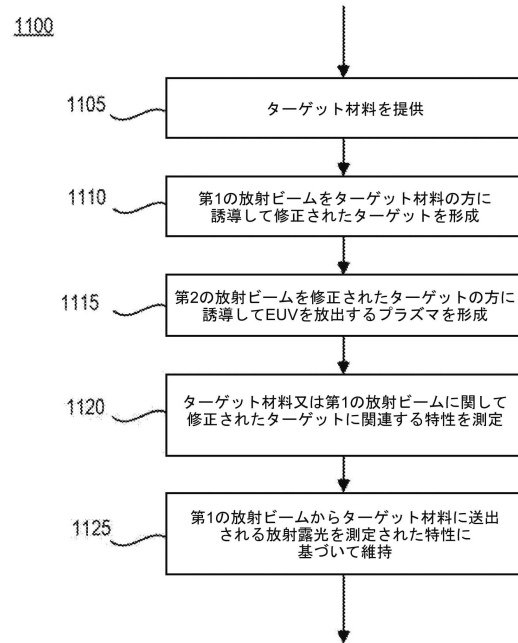 1100
1105
ターゲット材料を提供
1110
第1の放射ビームをターゲット材料の方に
誘導して修正されたターゲットを形成
1115
第2の放射ビームを修正されたターゲットの方に
誘導してEUVを放出するプラズマを形成
1120
ターゲット材料又は第1の放射ビームに関して
修正されたターゲットに関連する特性を測定
1125
第1の放射ビームからターゲット材料に送出
される放射露光を測定された特性に
基づいて維持